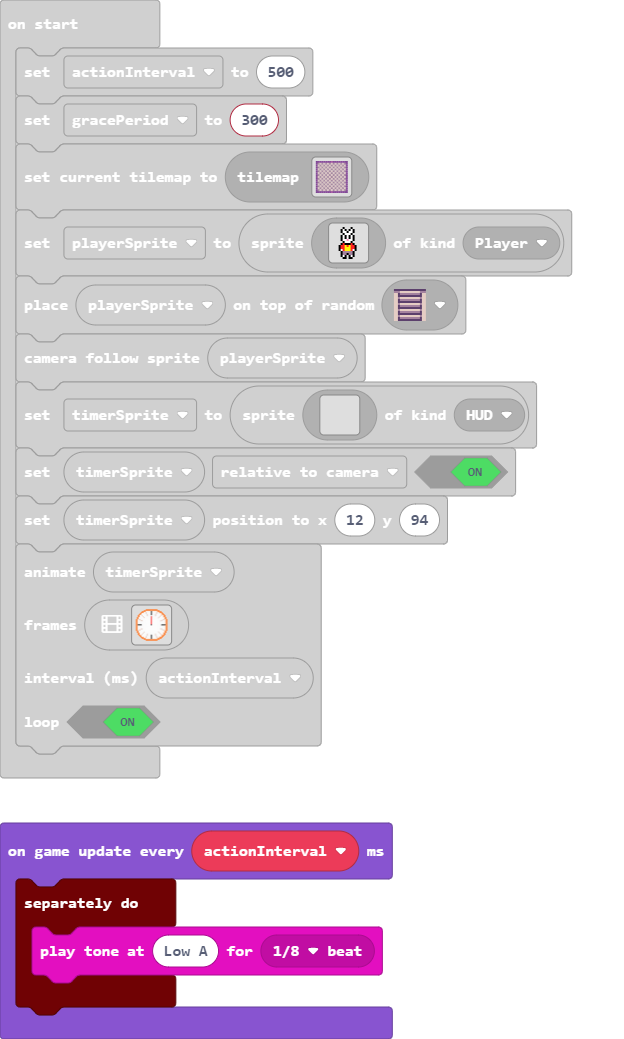 on start
set actionInterval to 500
set gracePeriod to 300
set current tilemap to tilemap
set playerSprite to sprite of kind Player
place playerSprite on top of random
camera follow sprite playerSprite
set timerSprite to sprite of kind HUD
set timerSprite relative to camera ON
set timerSprite position to x 12 y 94
animate timerSprite
frames
interval (ms) actionInterval
loop ON
on game update every actionInterval ms
separately do
play tone at Low A for 1/8 beat